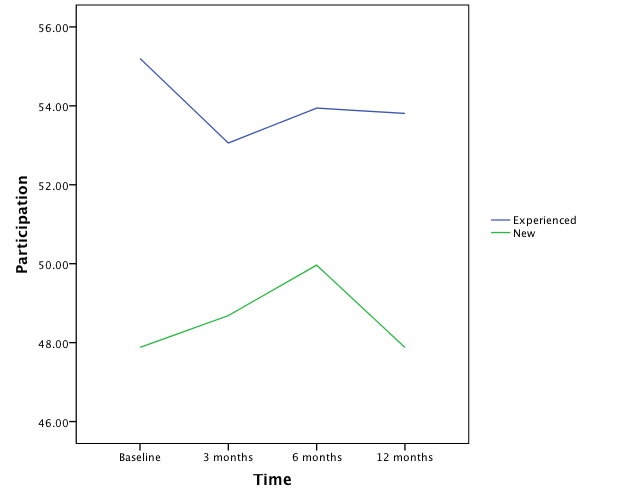 56.00
54.00
52.00
50.00
48.00
46.00
Participation
Baseline
3 months
6 months
12 months
Time
Experienced
New